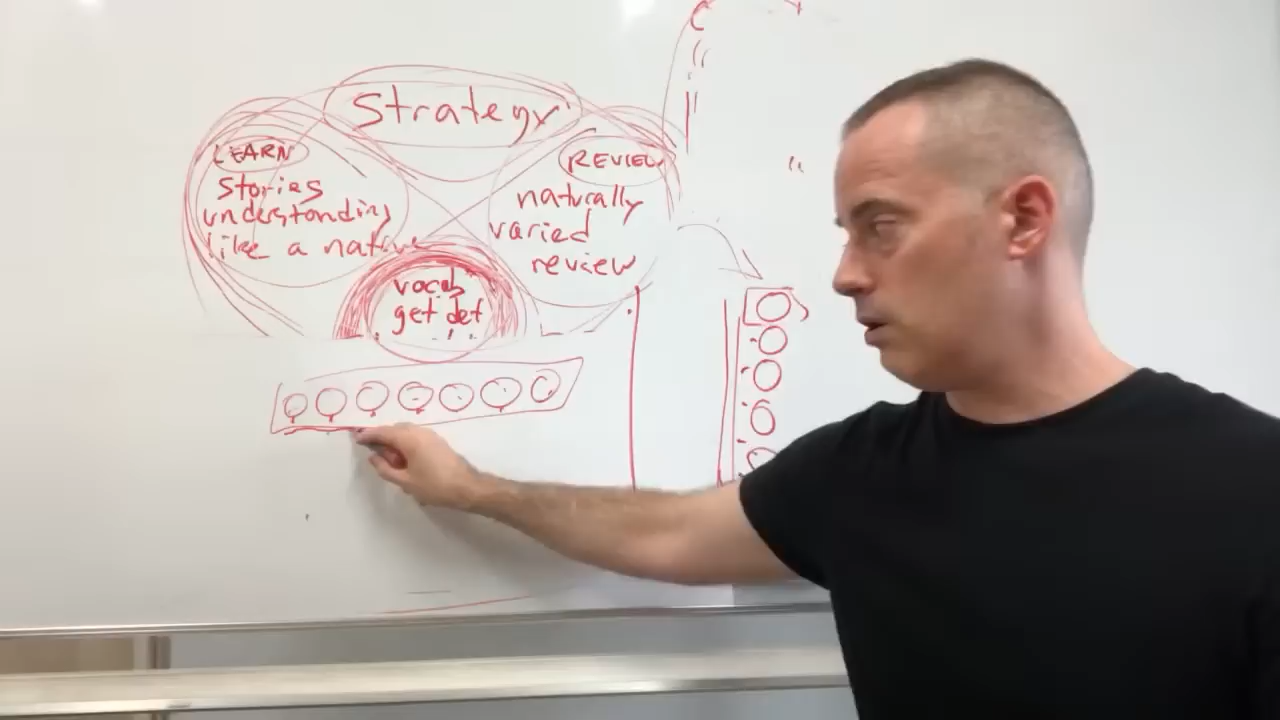 Strategy
LEARN
stories
understanding
like a native
REVIEW
naturally
varied
review
vocab
get def